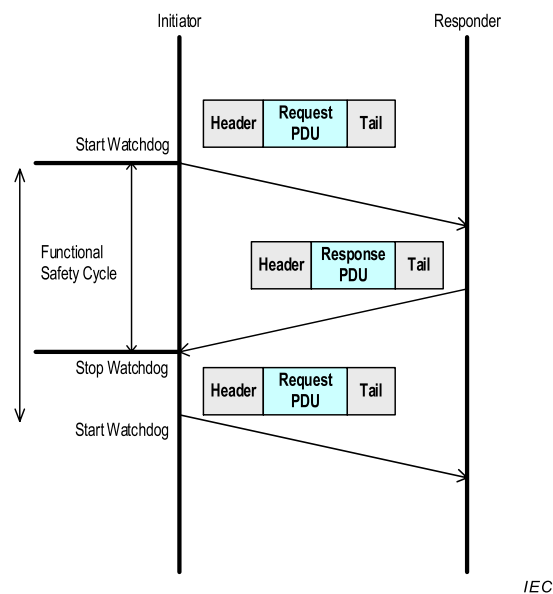 Initiator
Responder
Header
Request
PDU
Tail
Start Watchdog
Functional
Safety Cycle
Header
Response
PDU
Tail
Stop Watchdog
Header
Request
PDU
Tail
Start Watchdog
IEC